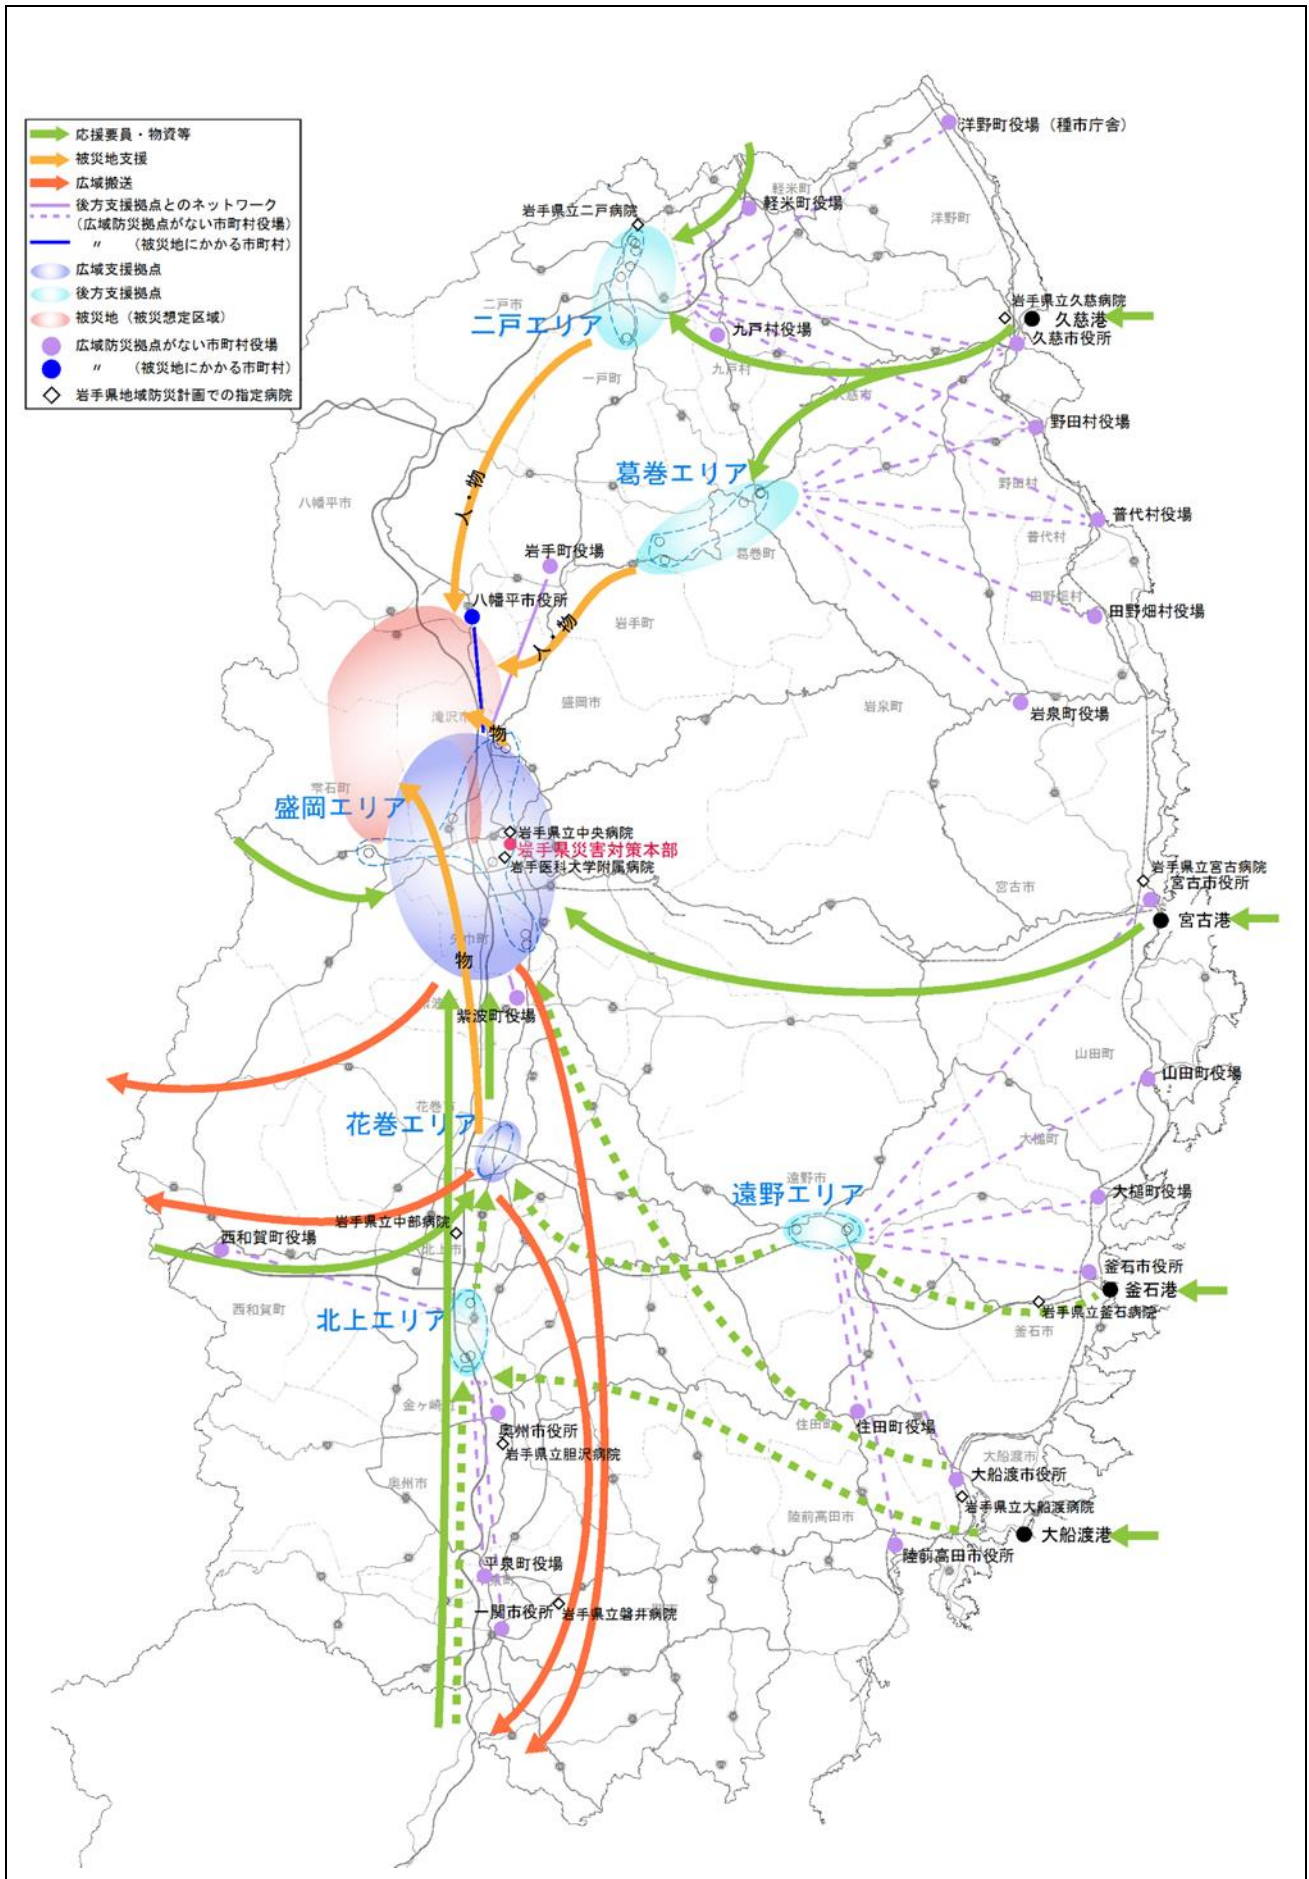 応援要員・物資等
被災地支援
広域搬送
後方支援拠点とのネットワーク
(広域防災拠点がない市町村役場)
〃 (被災地にかかる市町村)
広域支援拠点
後方支援拠点
被災地(被災想定区域)
広域防災拠点がない市町村役場
〃 (被災地にかかる市町村)
岩手県地域防災計画での指定病院
洋野町役場(種市庁舎)
軽米町
軽米町役場
岩手県立二戸病院
洋野町
二戸市
二戸エリア
岩手県立久慈病院
久慈港
久慈市役所
九戸村役場
九戸村
一戸町
久慈市
野田村役場
葛巻エリア
人・物
八幡平市
野田村
普代村役場
普代村
葛巻町
岩手町役場
八幡平市役所
田野畑村
田野畑村役場
岩手町
人・物
盛岡市
岩泉町
岩泉町役場
滝沢市
物
雫石町
盛岡エリア
岩手県立中央病院
岩手県災害対策本部
岩手医科大学附属病院
岩手県立宮古病院
宮古市役所
宮古市
宮古港
矢巾町
物
紫波町役場
山田町
山田町役場
花巻市
花巻エリア
大槌町
遠野市
遠野エリア
大槌町役場
岩手県立中部病院
西和賀町役場
北上市
釜石市役所
釜石港
岩手県立釜石病院
釜石市
西和賀町
北上エリア
金ヶ崎町
奥州市役所
岩手県立胆沢病院
住田町
住田町役場
大船渡市
大船渡市役所
岩手県立大船渡病院
奥州市
陸前高田市
大船渡港
陸前高田市役所
平泉町役場
一関市役所
岩手県立磐井病院